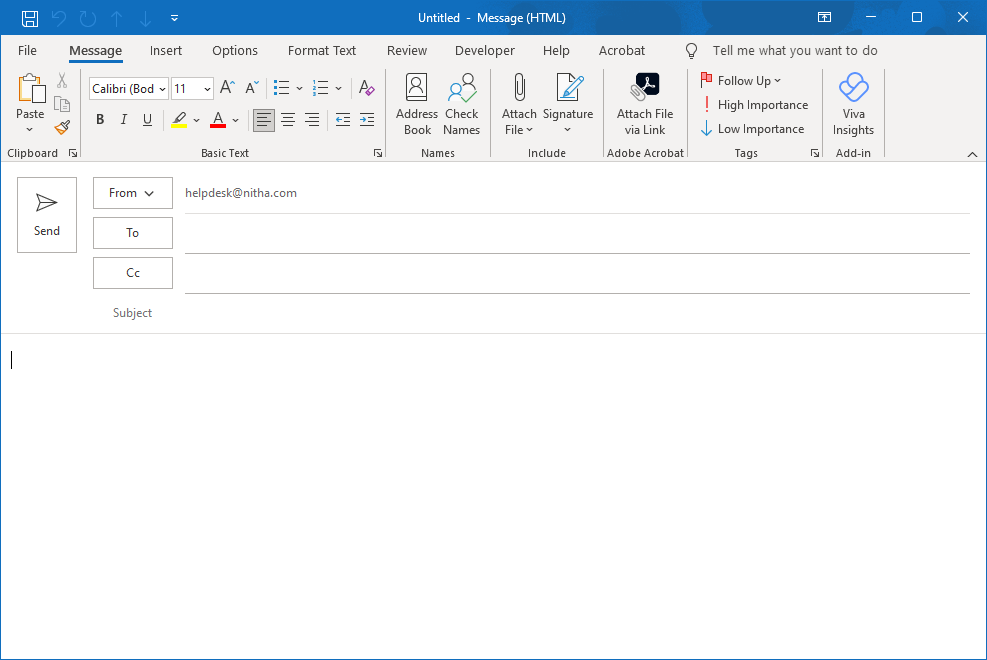 Untitled - Message (HTML)
File Message Insert Options Format Text Review Developer Help Acrobat Tell me what you want to do
Paste
Calibri (Bod 11 A A A
B I U A
Address Book
Check Names
Attach File
Signature
Attach File via Link
Follow Up
High Importance
Low Importance
Viva Insights
Clipboard Basic Text Names Include Adobe Acrobat Tags Add-in
Send
From helpdesk@nitha.com
To
Cc
Subject